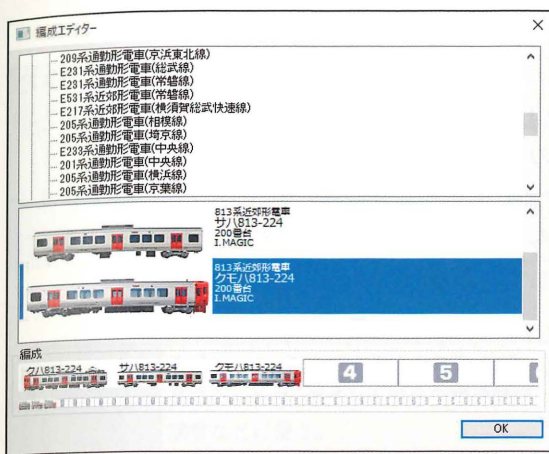 編成エディター
209系通勤形電車(京浜東北線)
E231系通勤形電車(総武線)
E231系通勤形電車(常磐線)
E531系近郊形電車(常磐線)
E217系近郊形電車(横須賀総武快速線)
205系通勤形電車(相模線)
205系通勤形電車(埼京線)
E233系通勤形電車(中央線)
201系通勤形電車(中央線)
205系通勤形電車(横浜線)
205系通勤形電車(京葉線)
813系近郊形電車
サハ813-224
200番台
I.MAGIC
813系近郊形電車
クモハ813-224
200番台
I.MAGIC
編成
クハ813-224 サハ813-224 クモハ813-224 4 5
OK